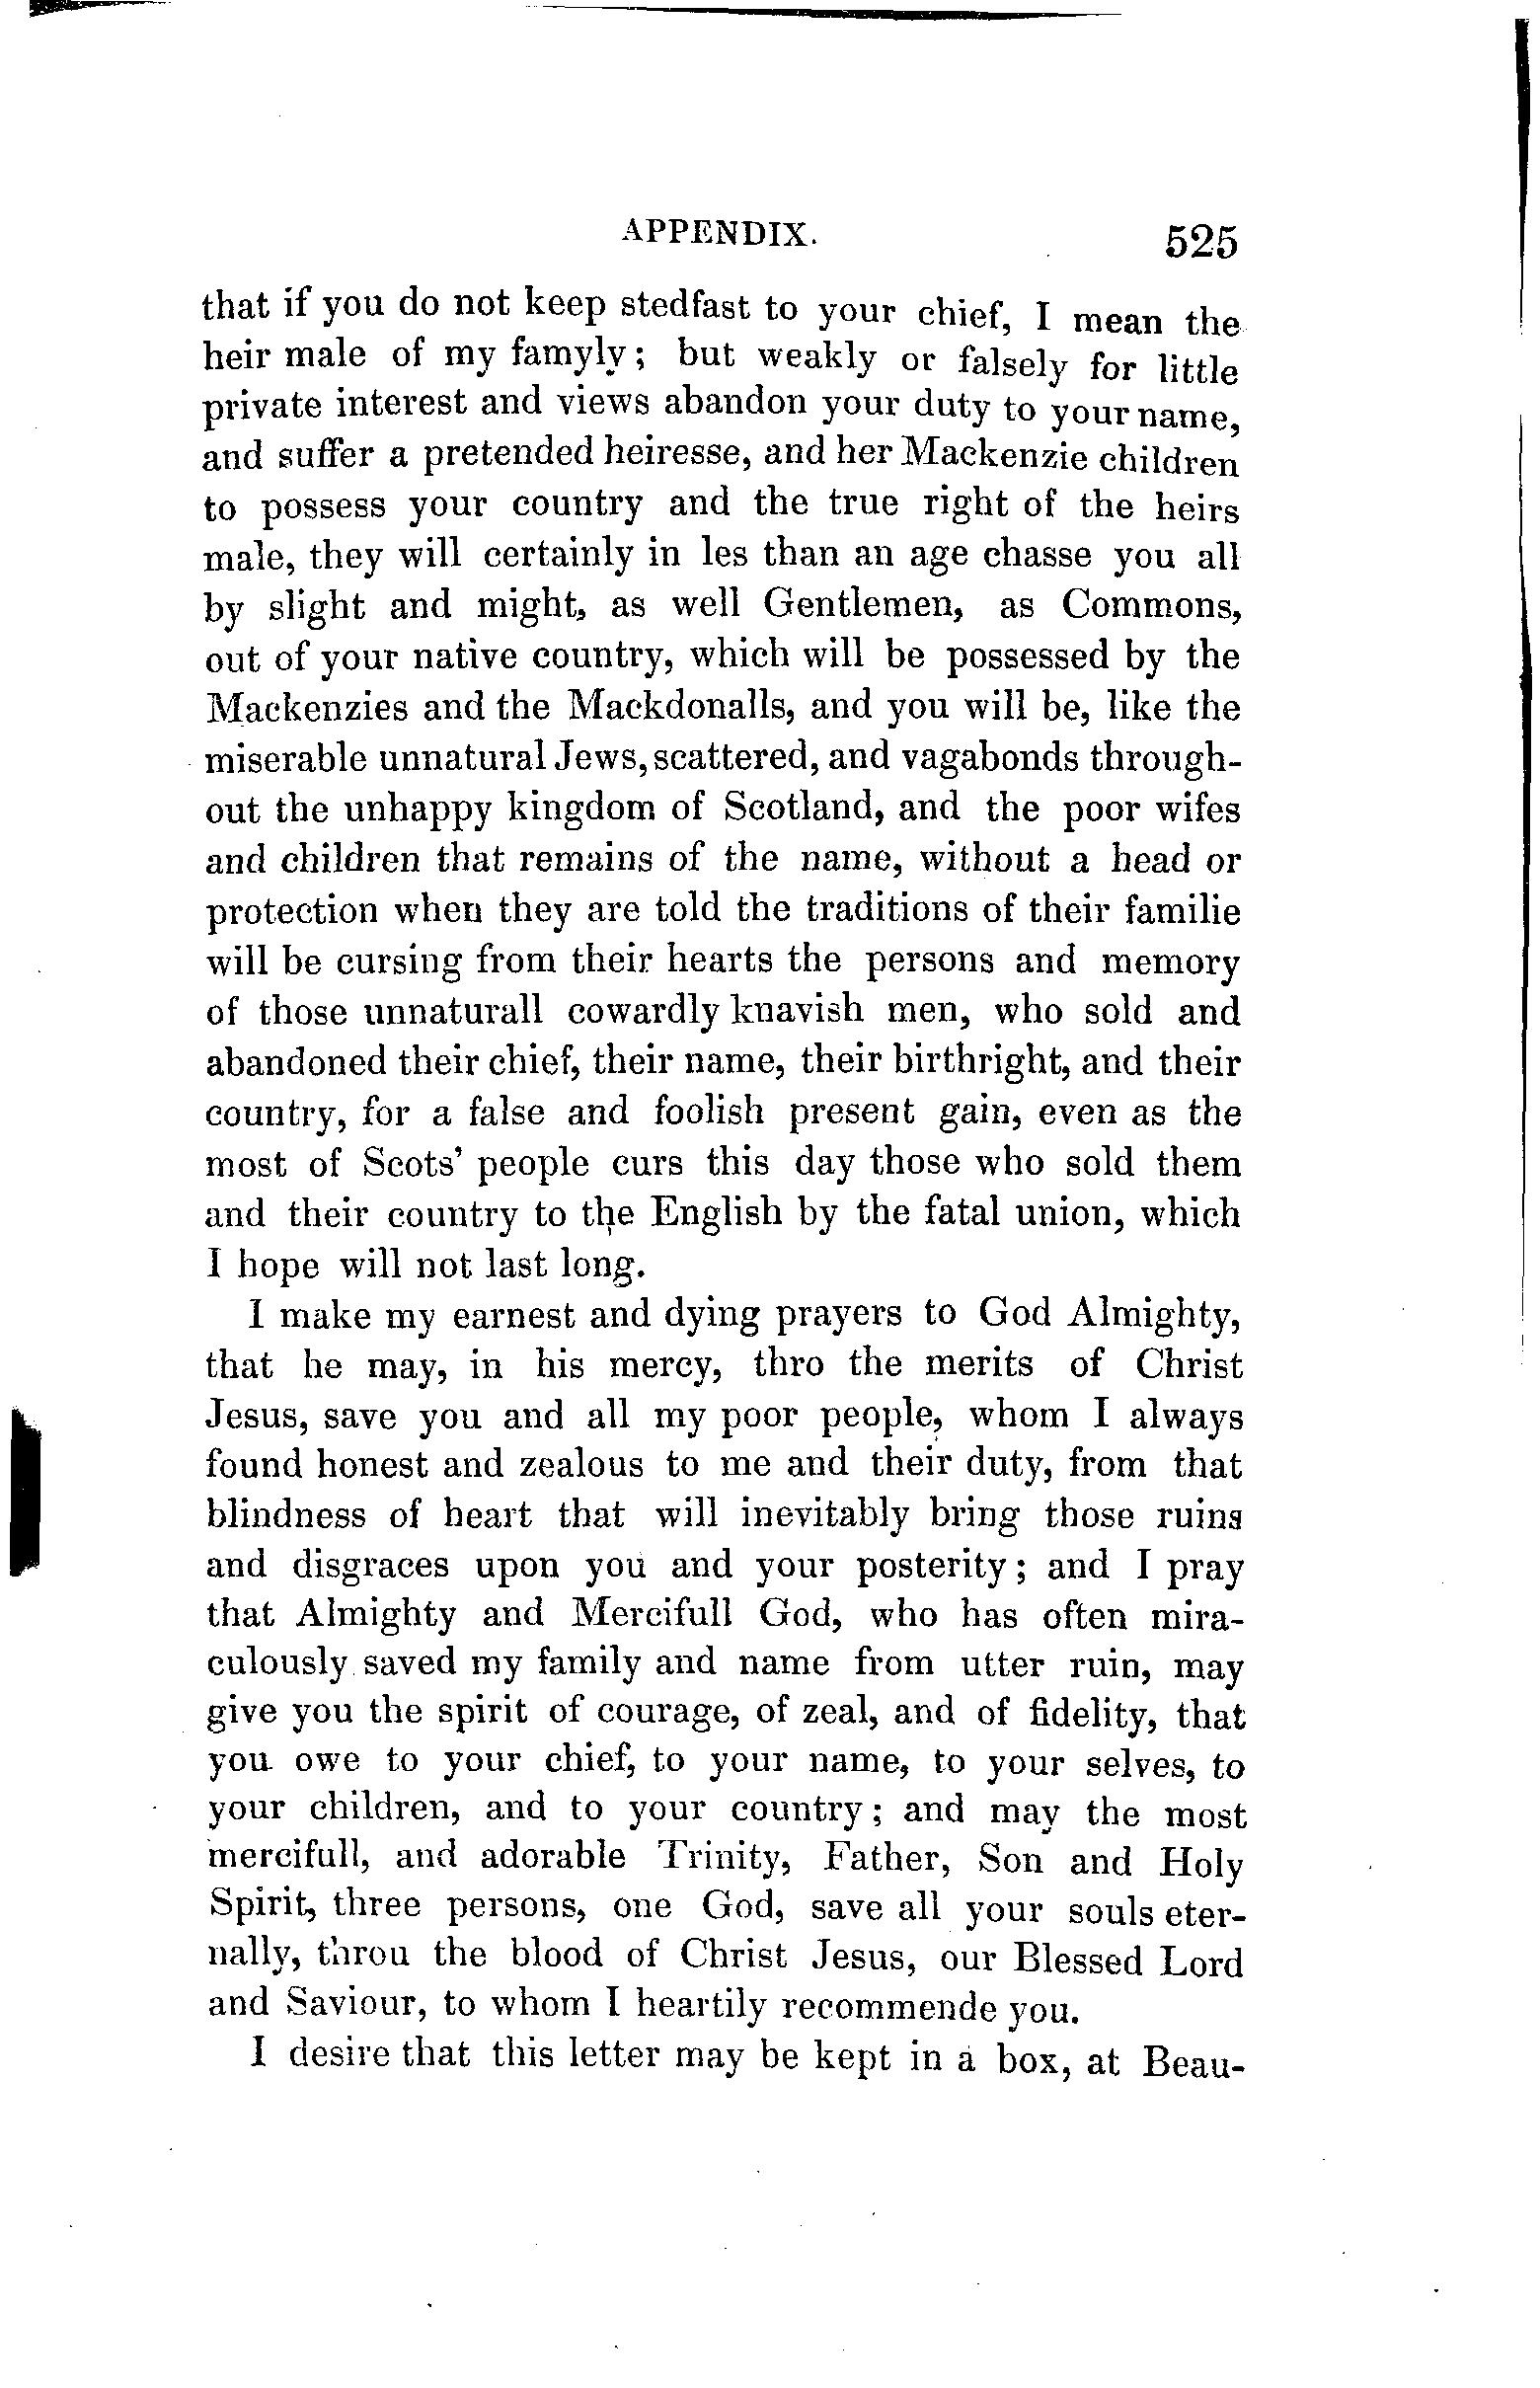 APPENDIX. 525
that if you do not keep stedfast to your chief, I mean the
heir male of my famyly; but weakly or falsely for little
private interest and views abandon your duty to your name,
and suffer a pretended heiresse, and her Mackenzie children
to possess your country and the true right of the heirs
male, they will certainly in les than an age chasse you all
by slight and might, as well Gentlemen, as Commons,
out of your native country, which will be possessed by the
Mackenzies and the Mackdonalls, and you will be, like the
miserable unnatural Jews, scattered, and vagabonds through-
out the unhappy kingdom of Scotland, and the poor wifes
and children that remains of the name, without a head or
protection when they are told the traditions of their familie
will be cursing from their hearts the persons and memory
of those unnaturall cowardly knavish men, who sold and
abandoned their chief, their name, their birthright, and their
country, for a false and foolish present gain, even as the
most of Scots' people curs this day those who sold them
and their country to the English by the fatal union, which
I hope will not last long.
I make my earnest and dying prayers to God Almighty,
that he may, in his mercy, thro the merits of Christ
Jesus, save you and all my poor people, whom I always
found honest and zealous to me and their duty, from that
blindness of heart that will inevitably bring those ruins
and disgraces upon you and your posterity; and I pray
that Almighty and Mercifull God, who has often mira-
culously saved my family and name from utter ruin, may
give you the spirit of courage, of zeal, and of fidelity, that
you owe to your chief, to your name, to your selves, to
your children, and to your country; and may the most
mercifull, and adorable Trinity, Father, Son and Holy
Spirit, three persons, one God, save all your souls eter-
nally, throu the blood of Christ Jesus, our Blessed Lord
and Saviour, to whom I heartily recommende you.
I desire that this letter may be kept in a box, at Beau-